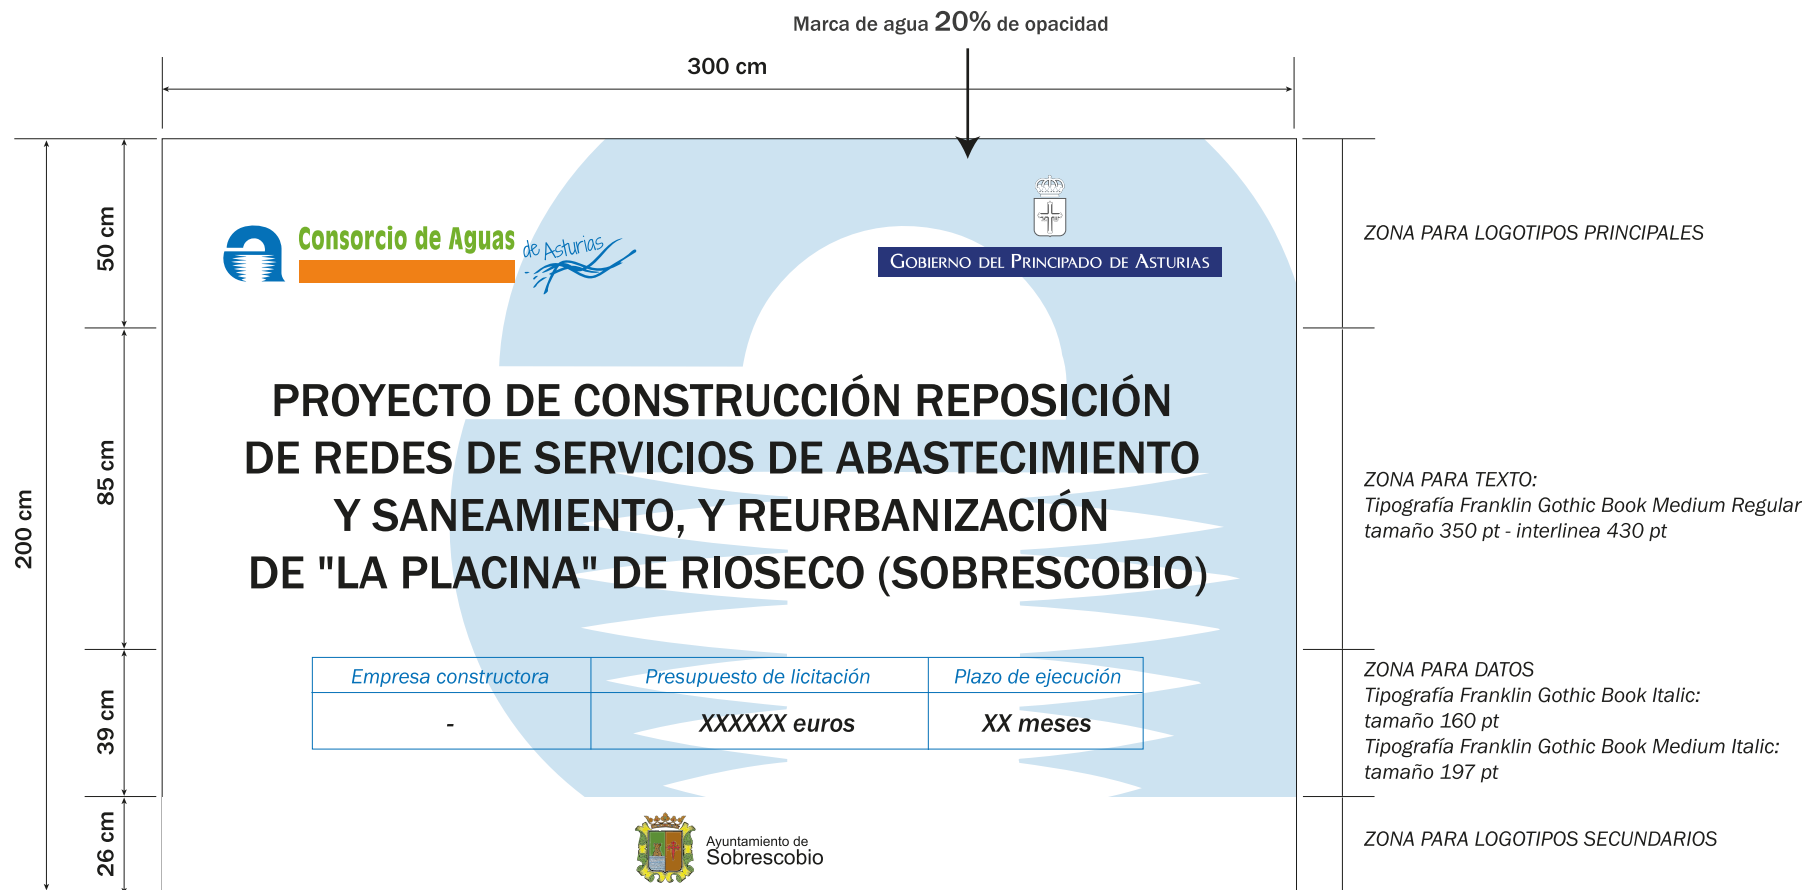 Marca de agua 20% de opacidad
300 cm
200 cm
50 cm
85 cm
39 cm
26 cm
Consorcio de Aguas
de Asturias
GOBIERNO DEL PRINCIPADO DE ASTURIAS
ZONA PARA LOGOTIPOS PRINCIPALES
PROYECTO DE CONSTRUCCIÓN REPOSICIÓN
DE REDES DE SERVICIOS DE ABASTECIMIENTO
Y SANEAMIENTO, Y REURBANIZACIÓN
DE "LA PLACINA" DE RIOSECO (SOBRESCOBIO)
ZONA PARA TEXTO:
Tipografía Franklin Gothic Book Medium Regular
tamaño 350 pt - interlinea 430 pt
Empresa constructora
Presupuesto de licitación
Plazo de ejecución
-
XXXXXX euros
XX meses
ZONA PARA DATOS
Tipografía Franklin Gothic Book Italic:
tamaño 160 pt
Tipografía Franklin Gothic Book Medium Italic:
tamaño 197 pt
Ayuntamiento de
Sobrescobio
ZONA PARA LOGOTIPOS SECUNDARIOS